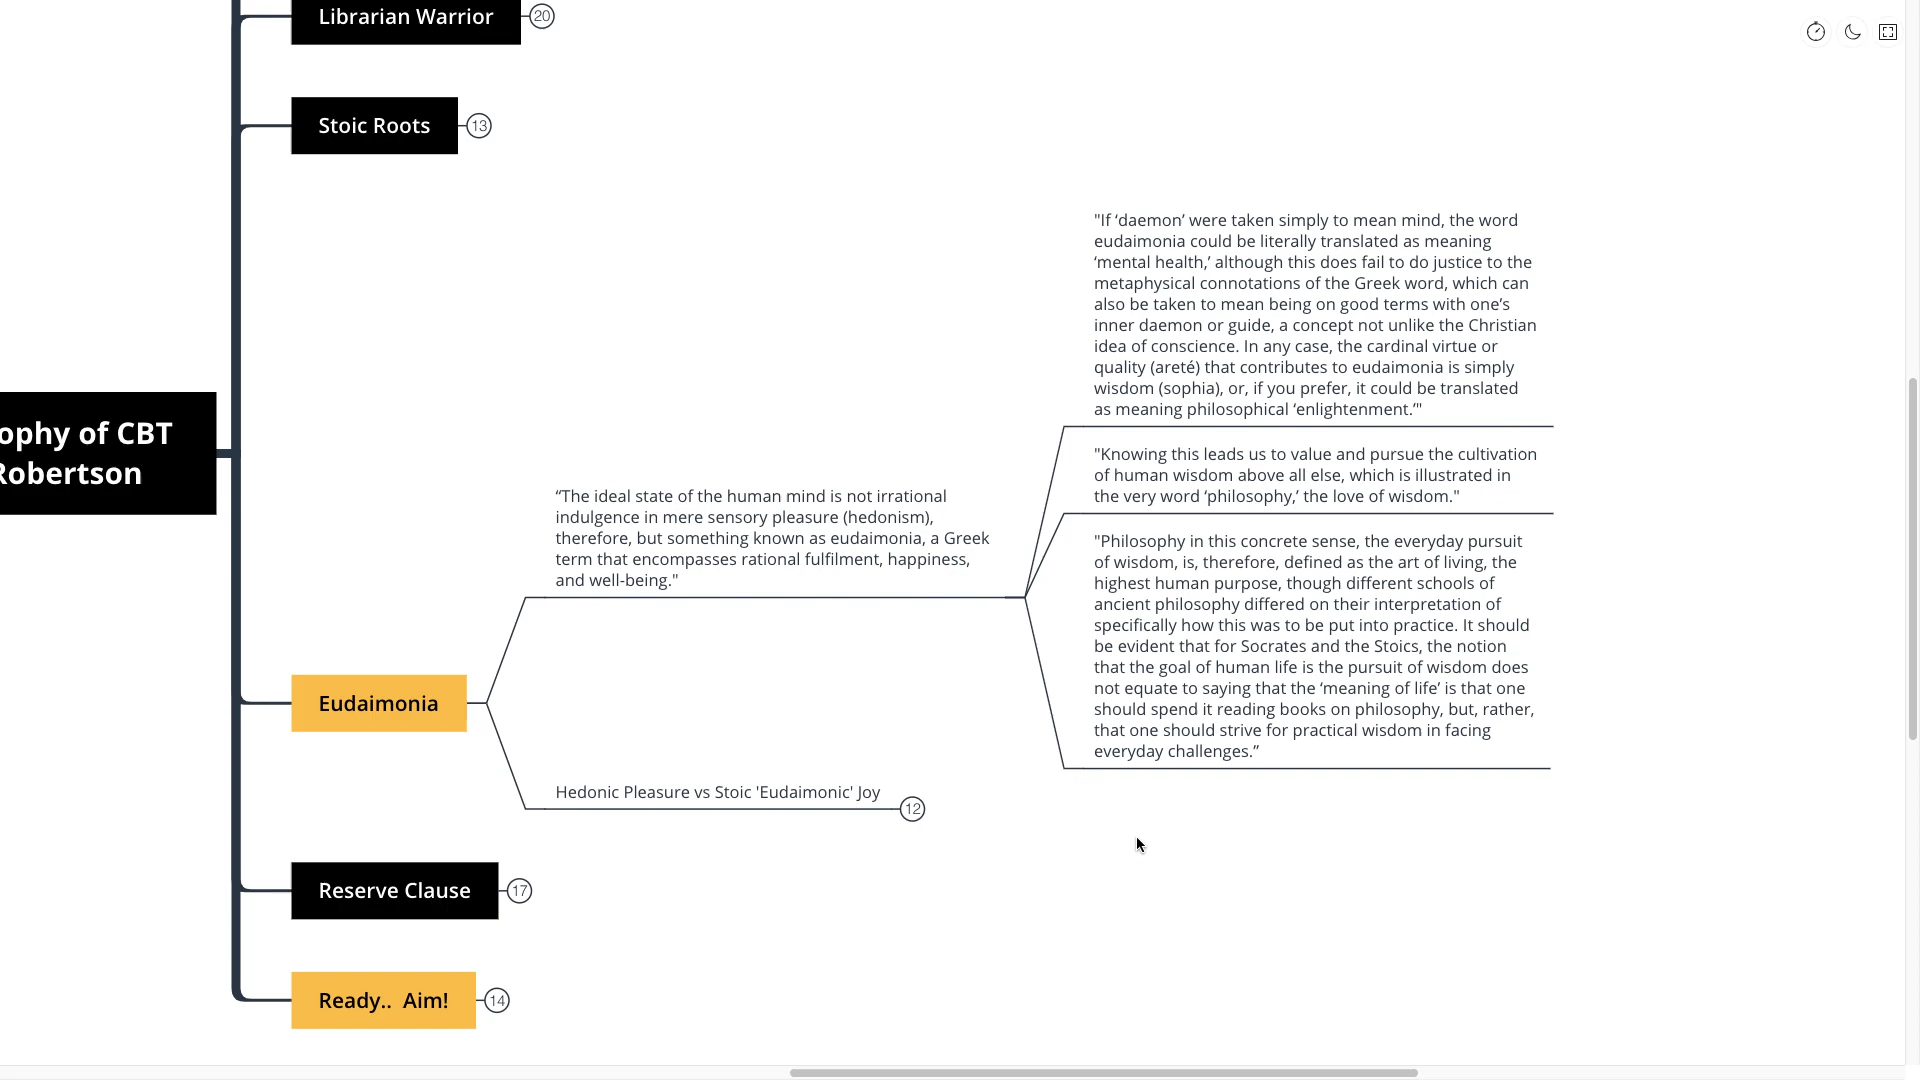 Librarian Warrior
20
Stoic Roots
13
"If ‘daemon’ were taken simply to mean mind, the word
eudaimonia could be literally translated as meaning
‘mental health,’ although this does fail to do justice to the
metaphysical connotations of the Greek word, which can
also be taken to mean being on good terms with one’s
inner daemon or guide, a concept not unlike the Christian
idea of conscience. In any case, the cardinal virtue or
quality (areté) that contributes to eudaimonia is simply
wisdom (sophia), or, if you prefer, it could be translated
as meaning philosophical ‘enlightenment.’"
ophy of CBT
Robertson
"Knowing this leads us to value and pursue the cultivation
of human wisdom above all else, which is illustrated in
the very word ‘philosophy,’ the love of wisdom."
“The ideal state of the human mind is not irrational
indulgence in mere sensory pleasure (hedonism),
therefore, but something known as eudaimonia, a Greek
term that encompasses rational fulfilment, happiness,
and well-being."
"Philosophy in this concrete sense, the everyday pursuit
of wisdom, is, therefore, defined as the art of living, the
highest human purpose, though different schools of
ancient philosophy differed on their interpretation of
specifically how this was to be put into practice. It should
be evident that for Socrates and the Stoics, the notion
that the goal of human life is the pursuit of wisdom does
not equate to saying that the ‘meaning of life’ is that one
should spend it reading books on philosophy, but, rather,
that one should strive for practical wisdom in facing
everyday challenges.”
Eudaimonia
Hedonic Pleasure vs Stoic 'Eudaimonic' Joy
12
Reserve Clause
17
Ready..  Aim!
14